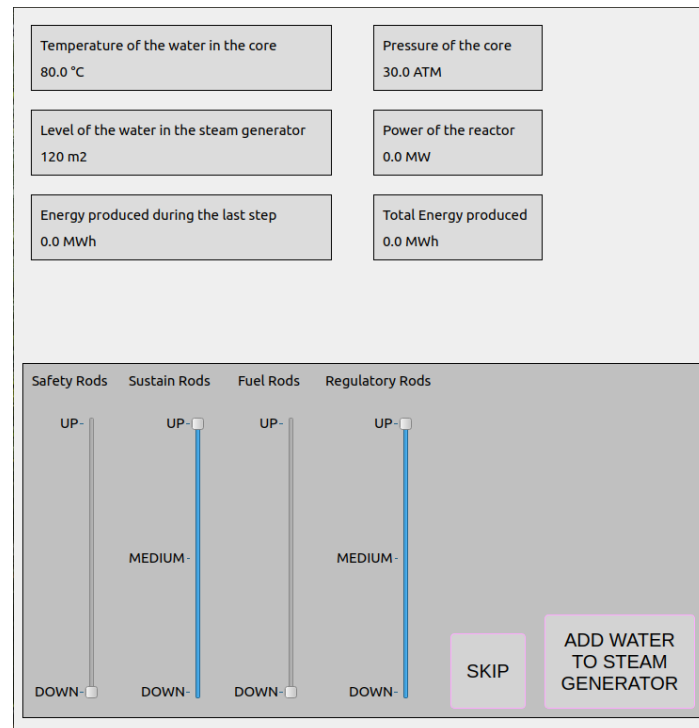 Temperature of the water in the core
80.0 °C
Pressure of the core
30.0 ATM
Level of the water in the steam generator
120 m2
Power of the reactor
0.0 MW
Energy produced during the last step
0.0 MWh
Total Energy produced
0.0 MWh
Safety Rods Sustain Rods Fuel Rods Regulatory Rods
UP- UP- UP- UP-
MEDIUM- MEDIUM-
DOWN- DOWN- DOWN- DOWN-
SKIP
ADD WATER
TO STEAM
GENERATOR